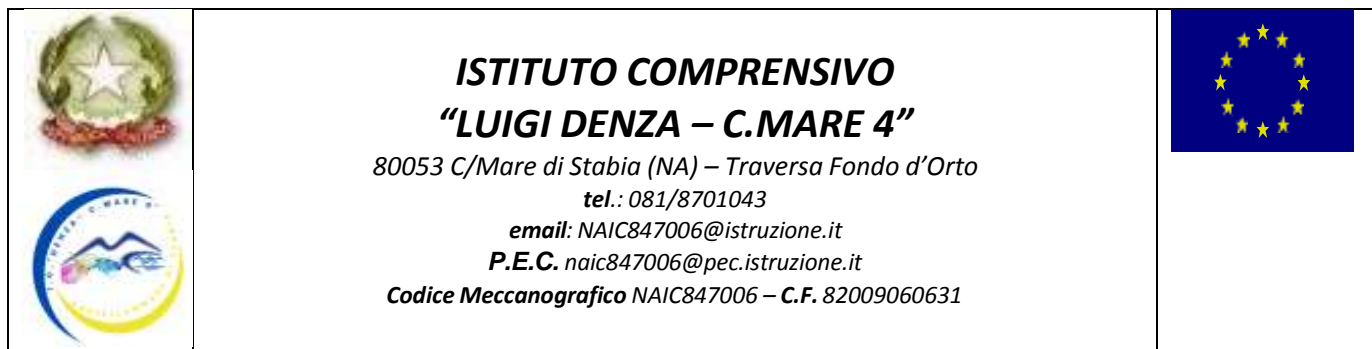 ISTITUTO COMPRENSIVO
“LUIGI DENZA – C.MARE 4”
80053 C/Mare di Stabia (NA) – Traversa Fondo d’Orto
tel.: 081/8701043
email: NAIC847006@istruzione.it
P.E.C. naic847006@pec.istruzione.it
Codice Meccanografico NAIC847006 – C.F. 82009060631